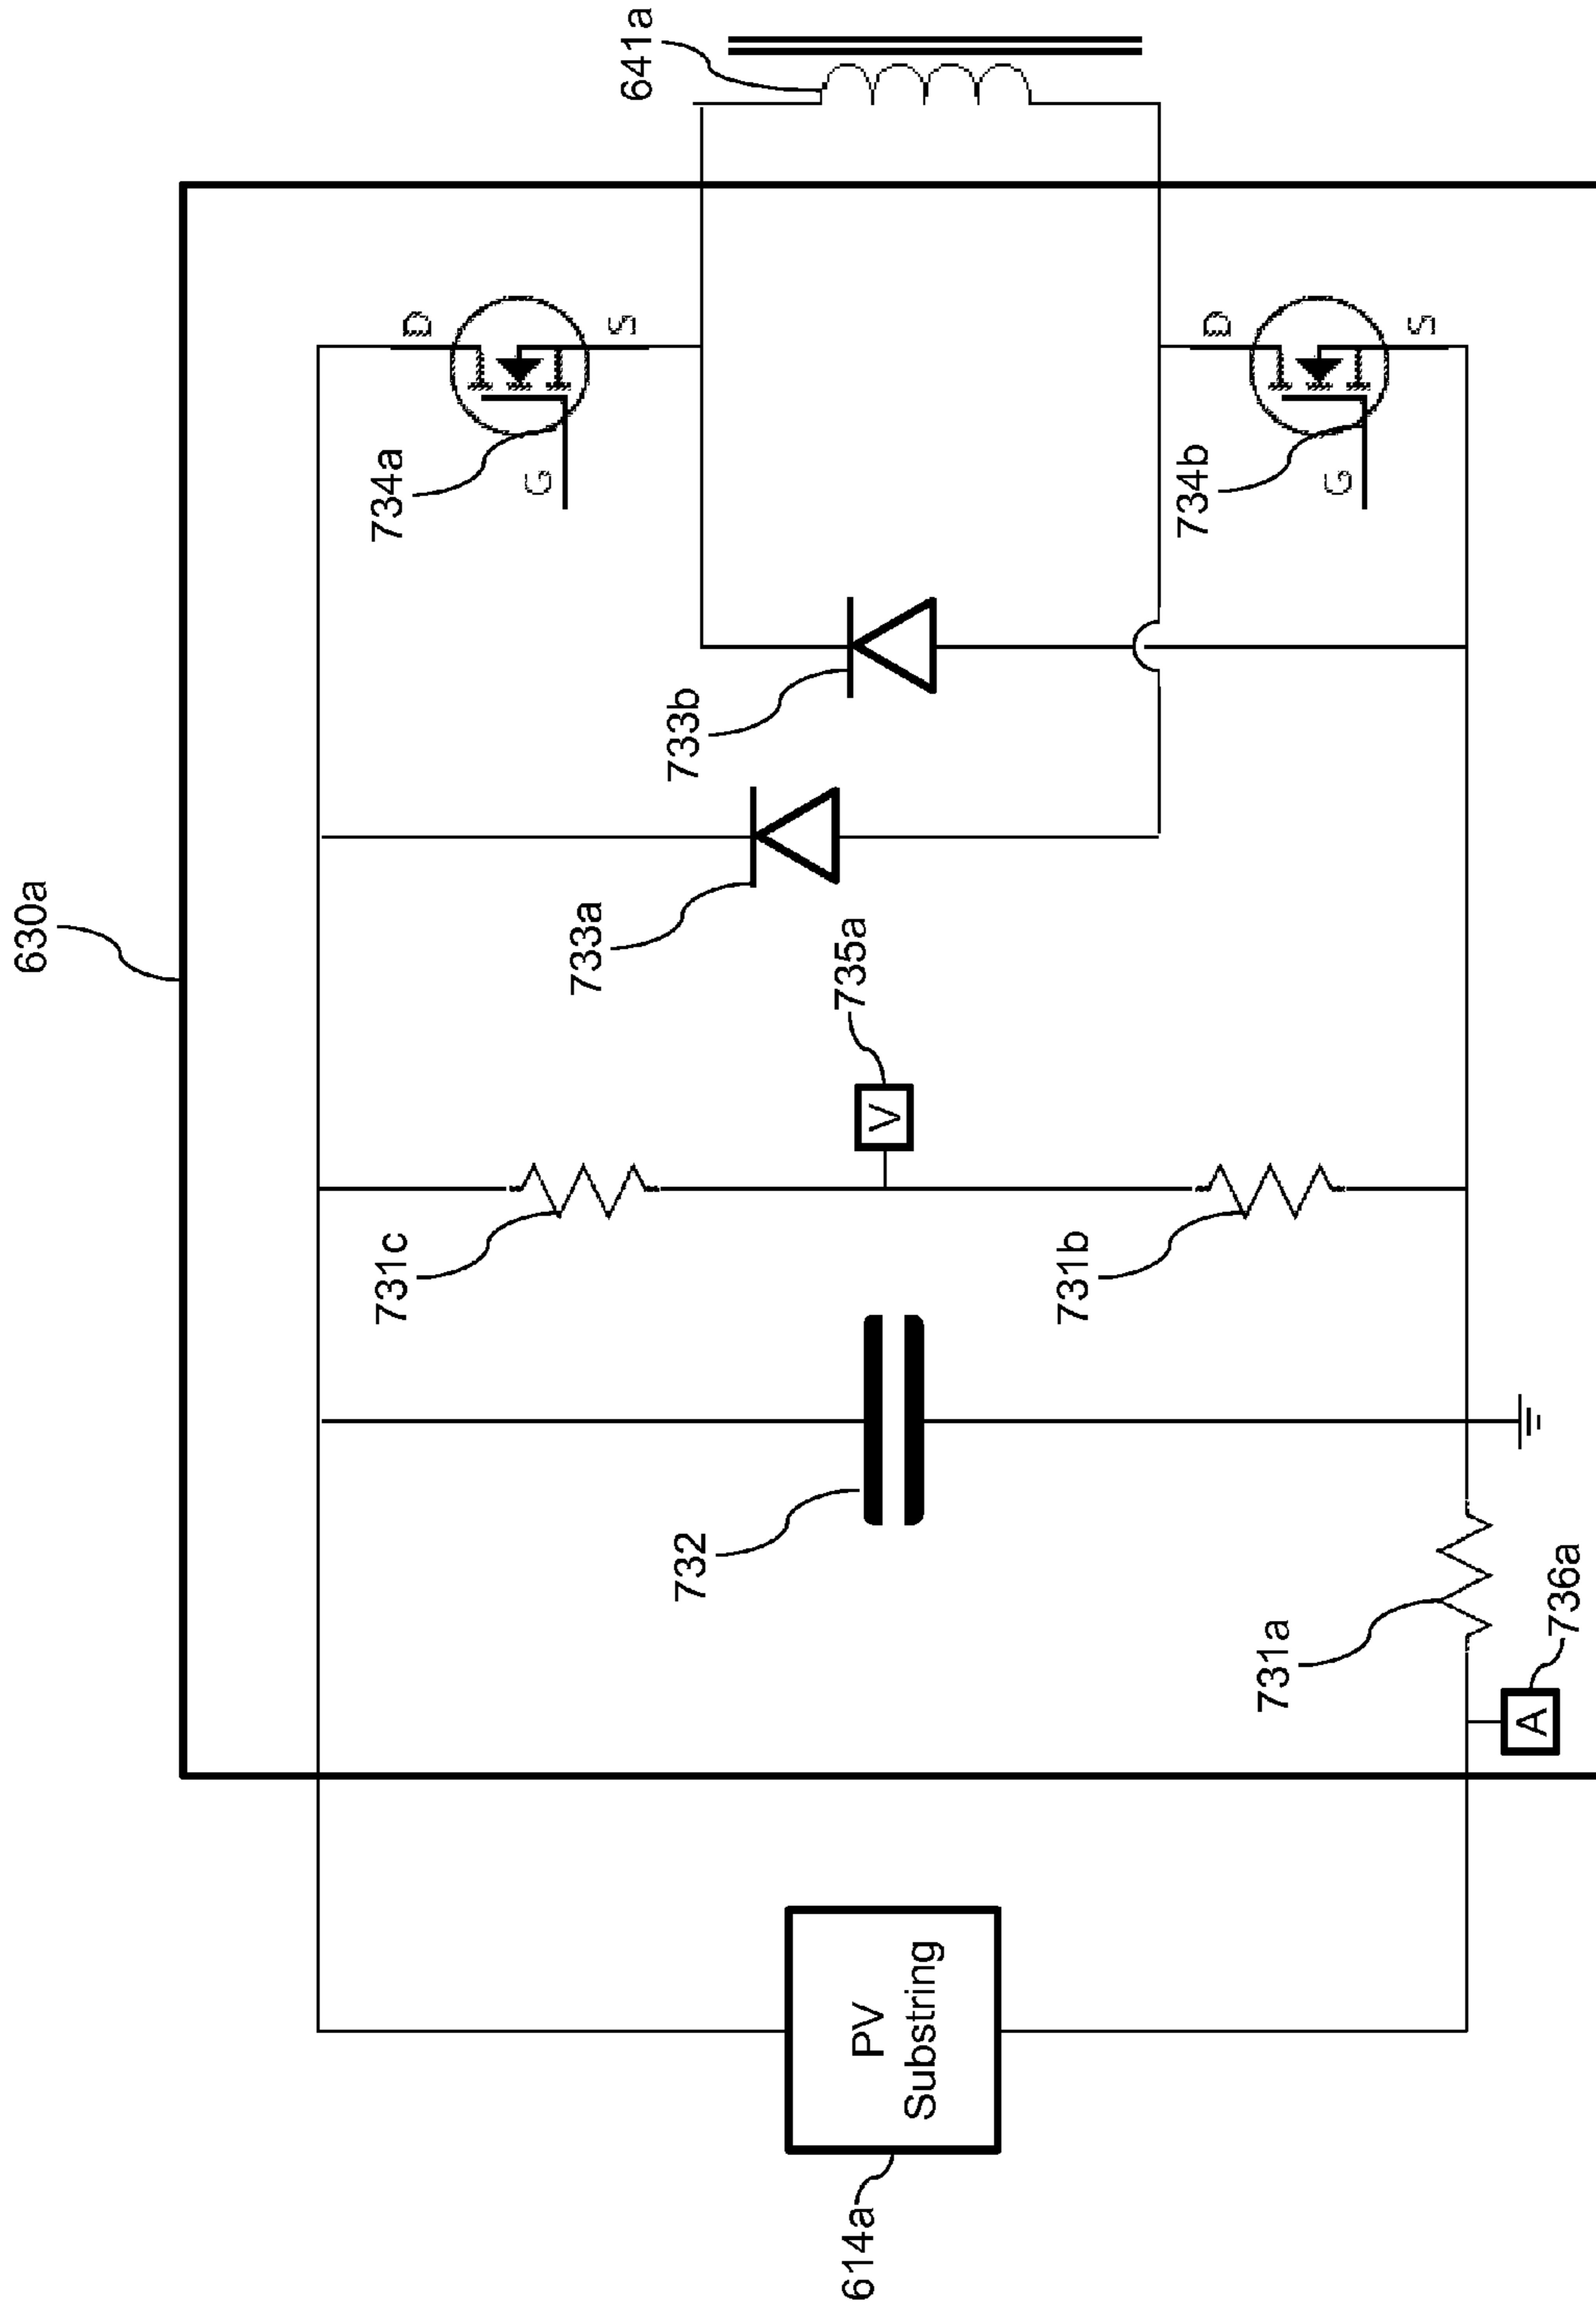 630a
641a
D
S
734a
G
D
S
734b
G
733b
733a
735a
V
731c
731b
732
731a
736a
A
PV
Substring
614a